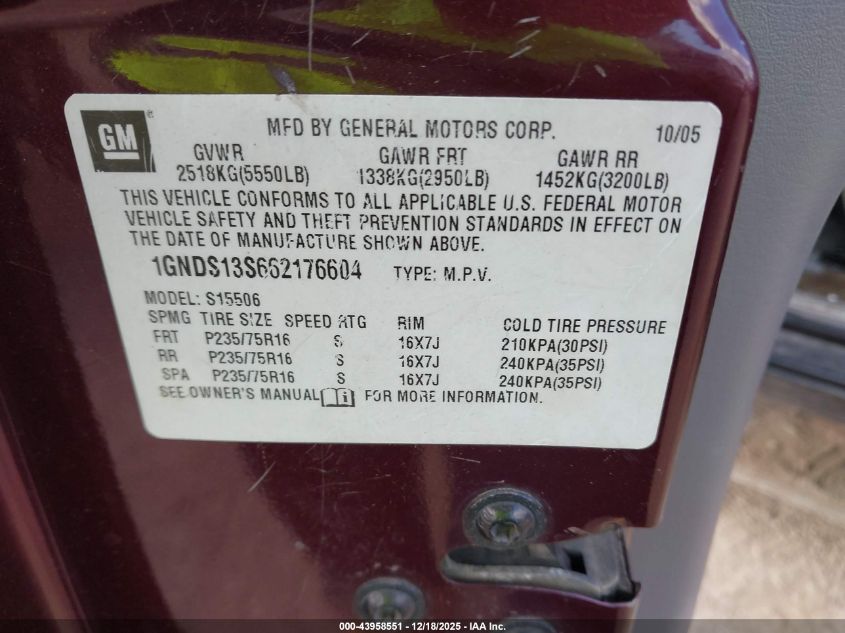 GM
MFD BY GENERAL MOTORS CORP. 10/05
GVWR GAWR FRT GAWR RR
2518KG(5550LB) 1338KG(2950LB) 1452KG(3200LB)
THIS VEHICLE CONFORMS TO ALL APPLICABLE U.S. FEDERAL MOTOR
VEHICLE SAFETY AND THEFT PREVENTION STANDARDS IN EFFECT ON
THE DATE OF MANUFACTURE SHOWN ABOVE.
1GNDS13S662176604 TYPE: M.P.V.
MODEL: S15506
SPMG TIRE SIZE SPEED RTG RIM COLD TIRE PRESSURE
FRT P235/75R16 S 16X7J 210KPA(30PSI)
RR P235/75R16 S 16X7J 240KPA(35PSI)
SPA P235/75R16 S 16X7J 240KPA(35PSI)
SEE OWNER'S MANUAL i FOR MORE INFORMATION.
000-43958551 - 12/18/2025 - IAA Inc.